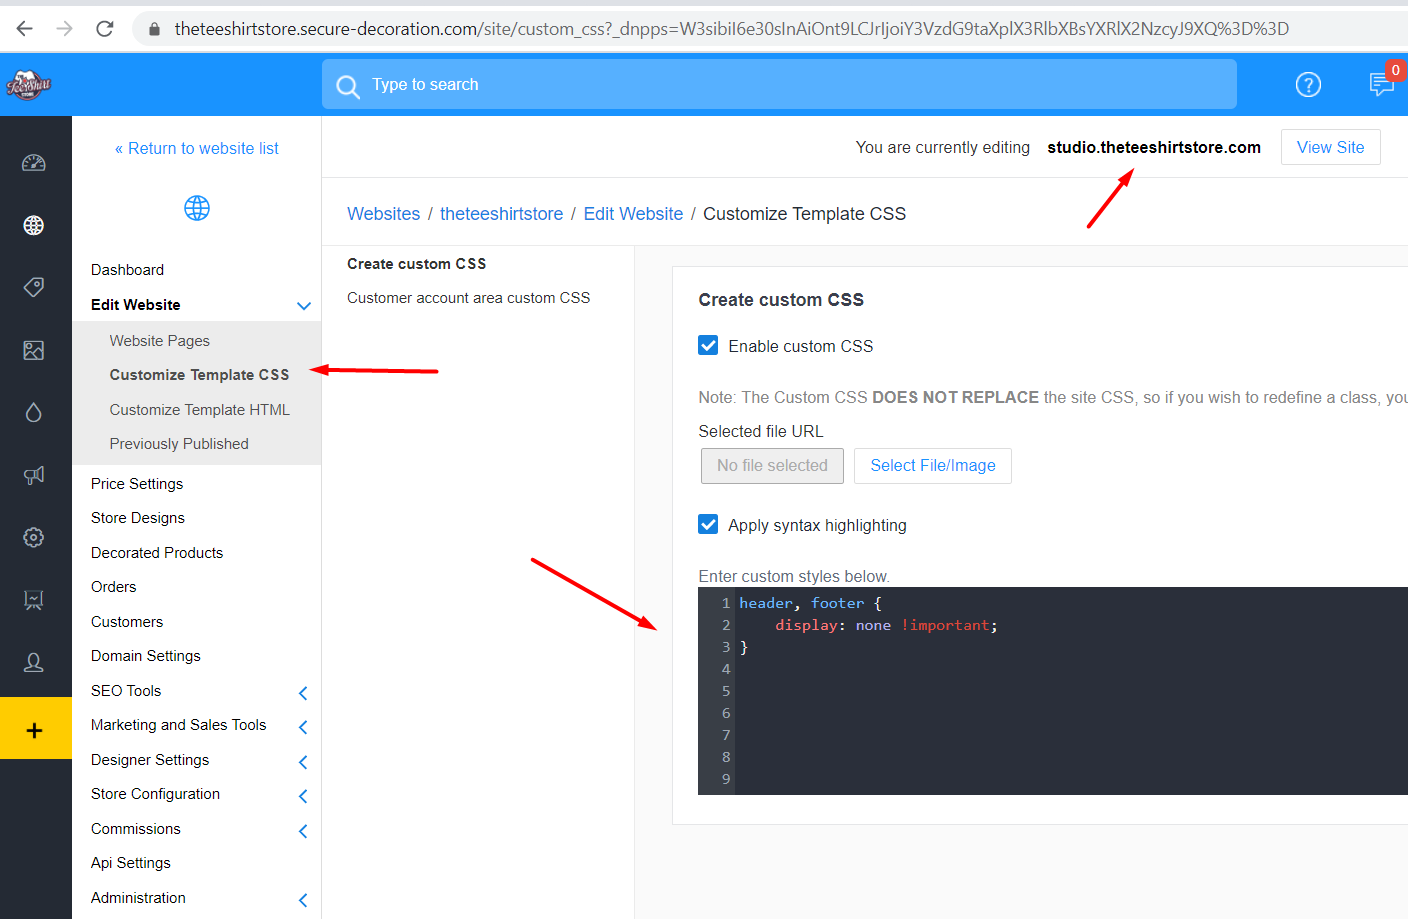 theteeshirtstore.secure-decoration.com/site/custom_css?_dnpps=W3sibiI6e30sInAiOnt9LCJrIjoiY3VzdG9taXplX3RlbXBsYXRlX2NzcyJ9XQ%3D%3D
TeeShirt
STORE
Type to search
?
0
« Return to website list
You are currently editing studio.theteeshirtstore.com
View Site
Websites / theteeshirtstore / Edit Website / Customize Template CSS
Dashboard
Edit Website
Website Pages
Customize Template CSS
Customize Template HTML
Previously Published
Price Settings
Store Designs
Decorated Products
Orders
Customers
Domain Settings
SEO Tools
Marketing and Sales Tools
Designer Settings
Store Configuration
Commissions
Api Settings
Administration
+
Create custom CSS
Customer account area custom CSS
Create custom CSS
Enable custom CSS
Note: The Custom CSS DOES NOT REPLACE the site CSS, so if you wish to redefine a class, you
Selected file URL
No file selected
Select File/Image
Apply syntax highlighting
Enter custom styles below.
1 header, footer {
2 display: none !important;
3 }
4
5
6
7
8
9